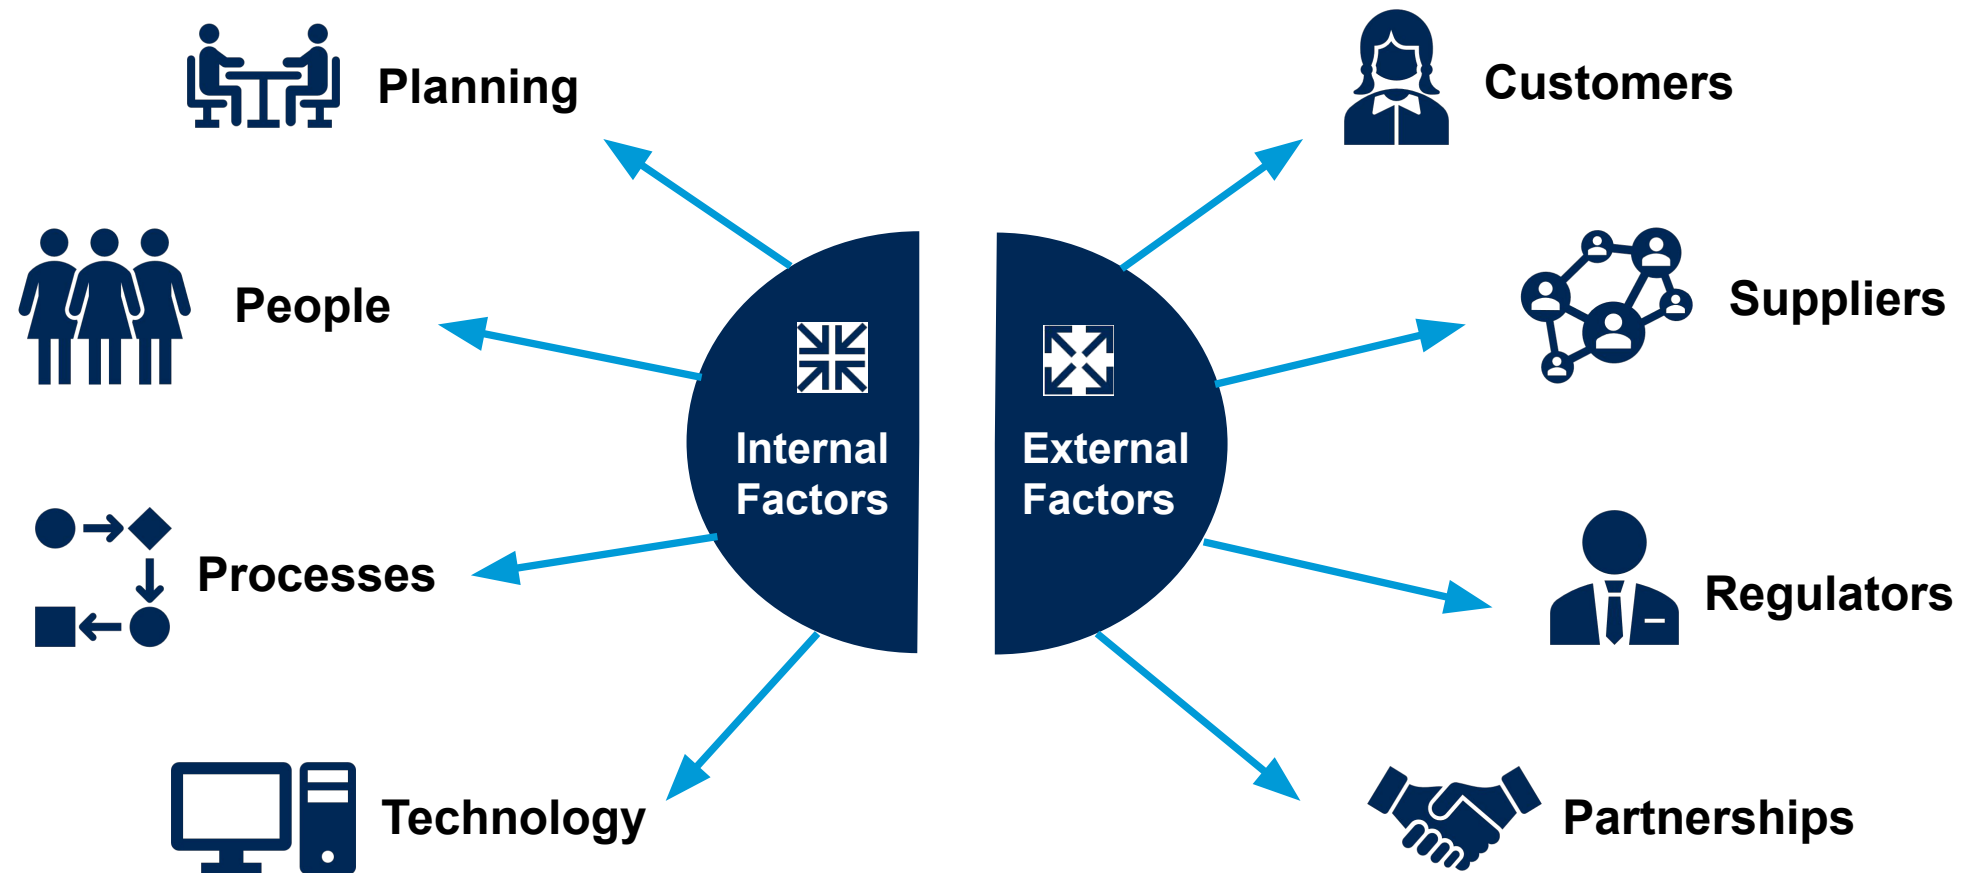 Planning
People
Processes
Technology
Internal
Factors
External
Factors
Customers
Suppliers
Regulators
Partnerships